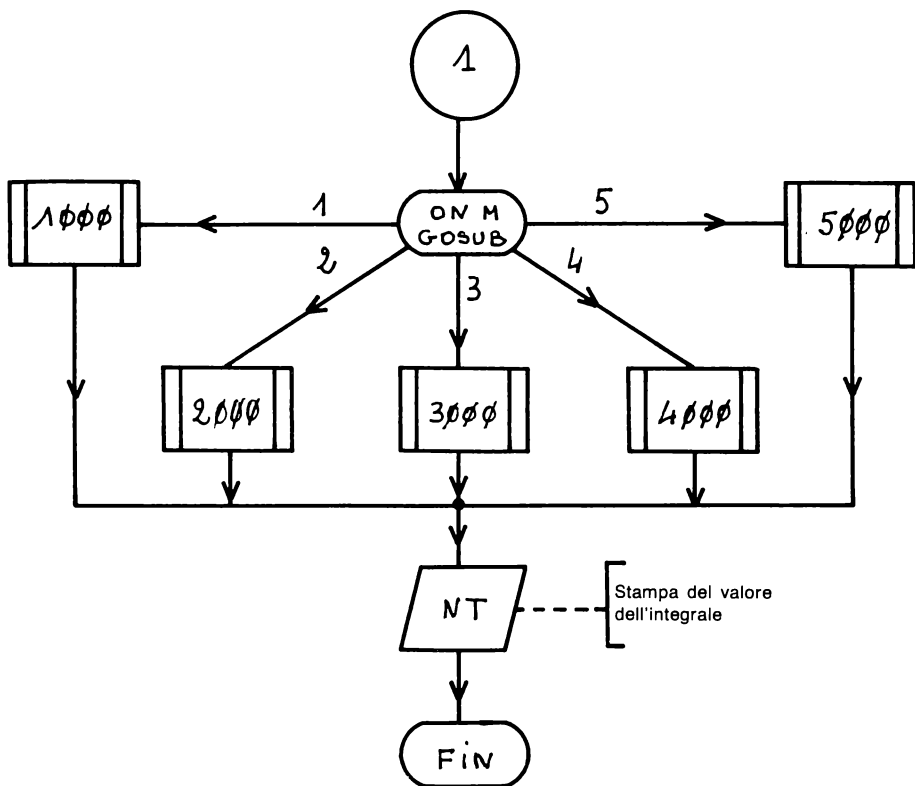 1
1
5
1ØØØ
ON M
GOSUB
5ØØØ
2
3
4
2ØØØ
3ØØØ
4ØØØ
NT
Stampa del valore
dell'integrale
FiN